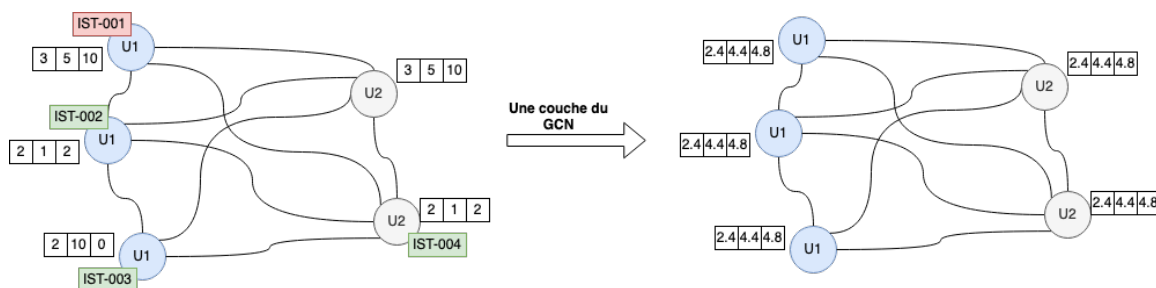 IST-001
U1
3 5 10
IST-002
U1
2 1 2
2 10 0
U1
IST-003
3 5 10
U2
2 1 2
U2
IST-004
Une couche du
GCN
U1
2.4 4.4 4.8
U1
2.4 4.4 4.8
2.4 4.4 4.8
U1
2.4 4.4 4.8
U2
2.4 4.4 4.8
U2